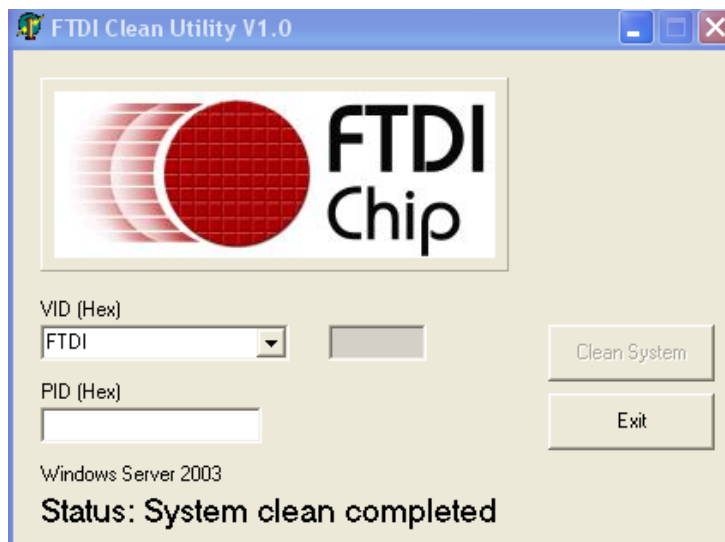 FTDI Clean Utility V1.0
FTDI
Chip
VID (Hex)
FTDI
Clean System
PID (Hex)
Exit
Windows Server 2003
Status: System clean completed